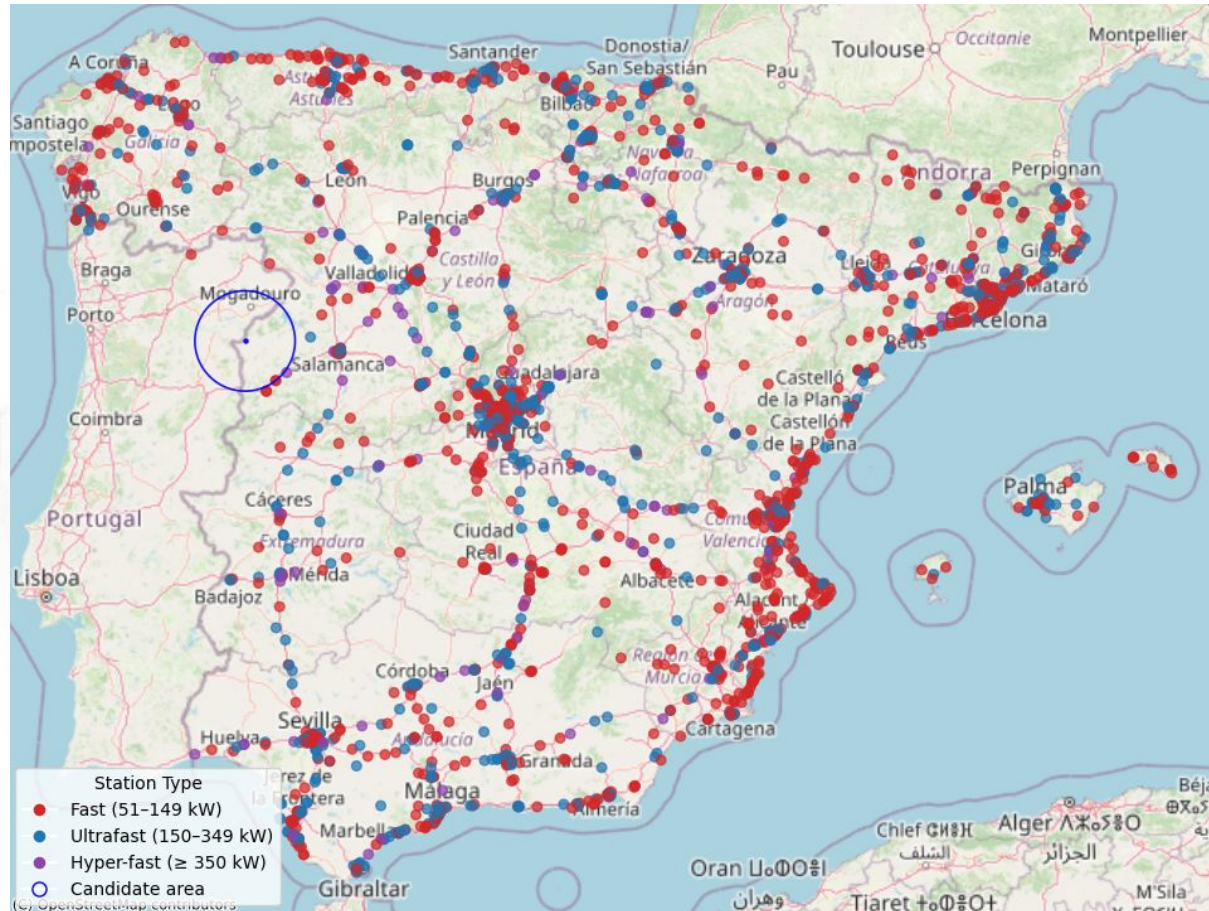 Toulouse
Occitanie
Montpellier
Pau
A Coruña
Santander
Donostia/
San Sebastián
Asturies
Bilbao
Lugo
Santiago
mpostela
Galicia
Navarra
Nafarroa
Andorra
Perpignan
León
Burgos
Vigo
Ourense
Palencia
Braga
Castilla
y León
Zaragoza
Lleida
Valladolid
Mataró
Mogadouro
Aragón
Porto
Barcelona
Reus
Salamanca
Guadalajara
Castelló
de la Plana
Castellón
de la Plana
Coimbra
Madrid
España
Palma
Cáceres
Portugal
Extremadura
Ciudad
Real
Lisboa
Mérida
Albacete
Badajoz
Alacant /
Alicante
Córdoba
Jaén
Región de
Murcia
Sevilla
Huelva
Andalucía
Cartagena
Granada
Jerez de
la Frontera
Málaga
Almería
Marbella
Gibraltar
Station Type
Fast (51–149 kW)
Ultrafast (150–349 kW)
Hyper-fast (≥ 350 kW)
Candidate area
(C) OpenStreetMap contributors
Chlef ⵛⵍⴻⴼ
الشلف
Alger
الجزائر
Béja
Oran
وهران
Tiaret
M'Sila